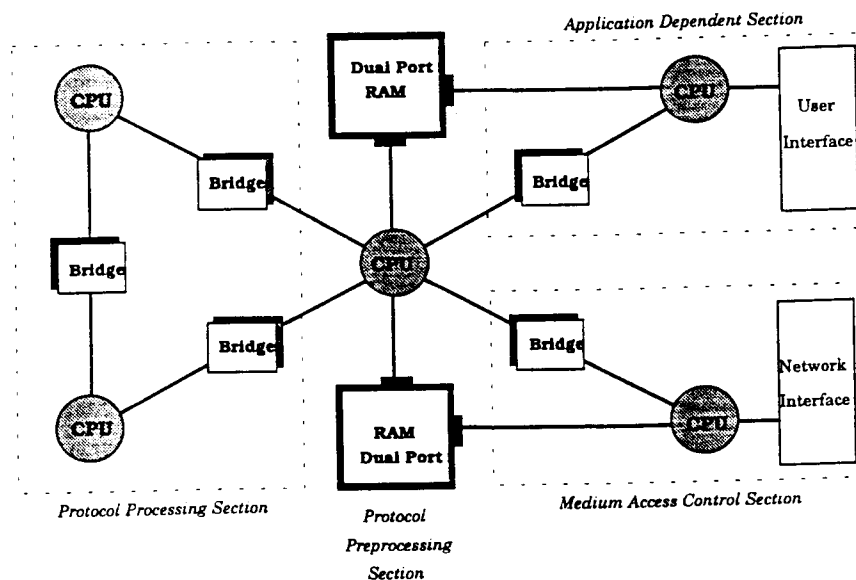 Application Dependent Section
Dual Port
RAM
CPU
CPU
User
Interface
Bridge
Bridge
Bridge
CPU
Bridge
Bridge
Network
Interface
CPU
CPU
RAM
Dual Port
Protocol Processing Section
Protocol
Preprocessing
Section
Medium Access Control Section